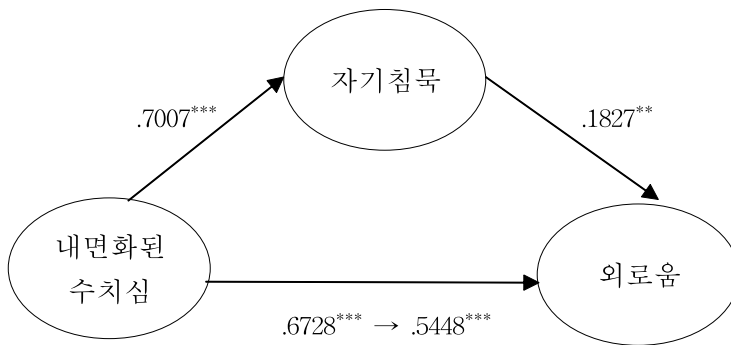 자기침묵
.7007***
.1827**
내면화된
수치심
외로움
.6728*** → .5448***